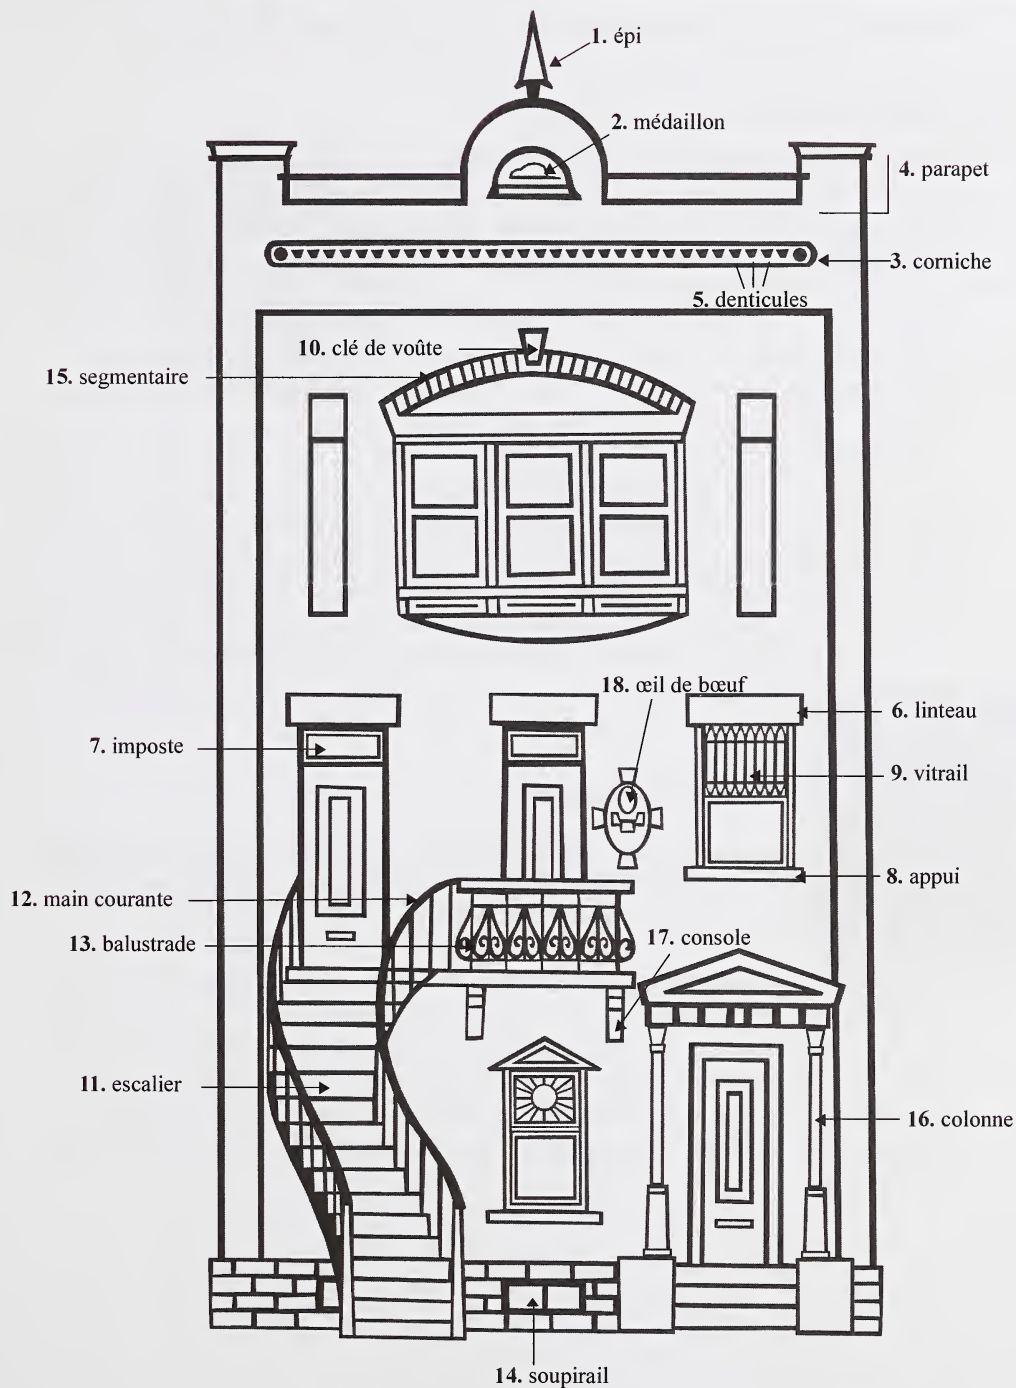 1. épi
2. médaillon
4. parapet
3. corniche
5. denticules
10. clé de voûte
15. segmentaire
18. œil de bœuf
6. linteau
7. imposte
9. vitrail
8. appui
12. main courante
13. balustrade
17. console
11. escalier
16. colonne
14. soupirail